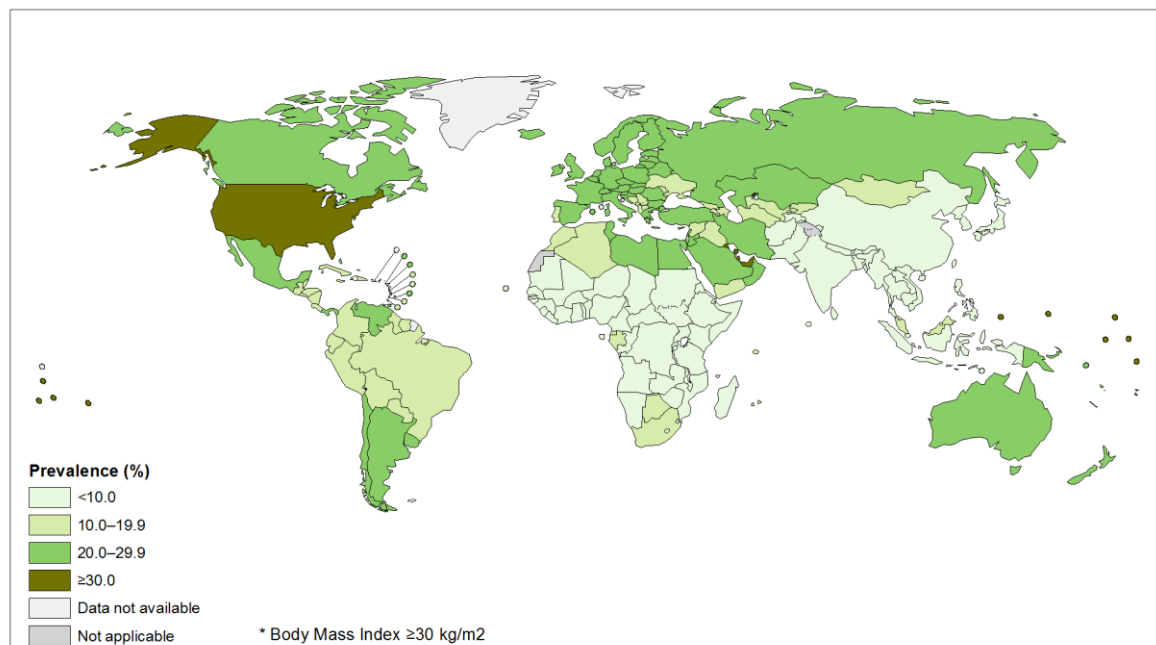 Prevalence (%)
<10.0
10.0–19.9
20.0–29.9
≥30.0
Data not available
Not applicable
* Body Mass Index ≥30 kg/m2